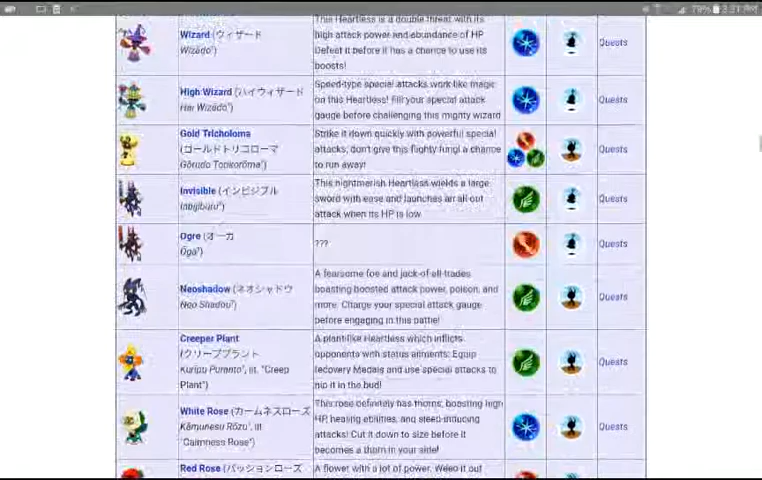 79% 3:31 PM
This Heartless is a double threat with its
Wizard (ウィザード
high attack power and abundance of HP
Wizādo)
Defeat it before it has a chance to use its
boosts!
Quests
Speed-type special attacks work like magic
High Wizard (ハイウィザード
on this Heartless! Fill your special attack
Hai Wizādo)
gauge before challenging this mighty wizard
Quests
Gold Tricholoma
Strike it down quickly with powerful special
(ゴールドトリコローマ
attacks, don't give this flighty fungi a chance
Gōrudo Torikorōma)
to run away!
Quests
This nightmarish Heartless wields a large
Invisible (インビジブル
sword with ease and launches an all out
Inbijiburu)
attack when its HP is low
Quests
Ogre (オーガ
???
Ōga)
Quests
A fearsome foe and jack-of-all-trades
Neoshadow (ネオシャドウ
boasting boosted attack power, poison, and
Neo Shadou)
more. Charge your special attack gauge
before engaging in this battle!
Quests
Creeper Plant
A plant-like Heartless which inflicts
(クリーププラント
opponents with status ailments. Equip
Kurīpu Puranto, lit. "Creep
recovery Medals and use special attacks to
Plant")
nip it in the bud!
Quests
This rose definitely has thorns, boasting high
White Rose (カームネスローズ
HP, healing abilities, and sleep-inducing
Kāmunesu Rōzu, lit
attacks! Cut it down to size before it
"Calmness Rose")
becomes a thorn in your side!
Quests
Red Rose (パッションローズ
A flower with a lot of power. Weed it out